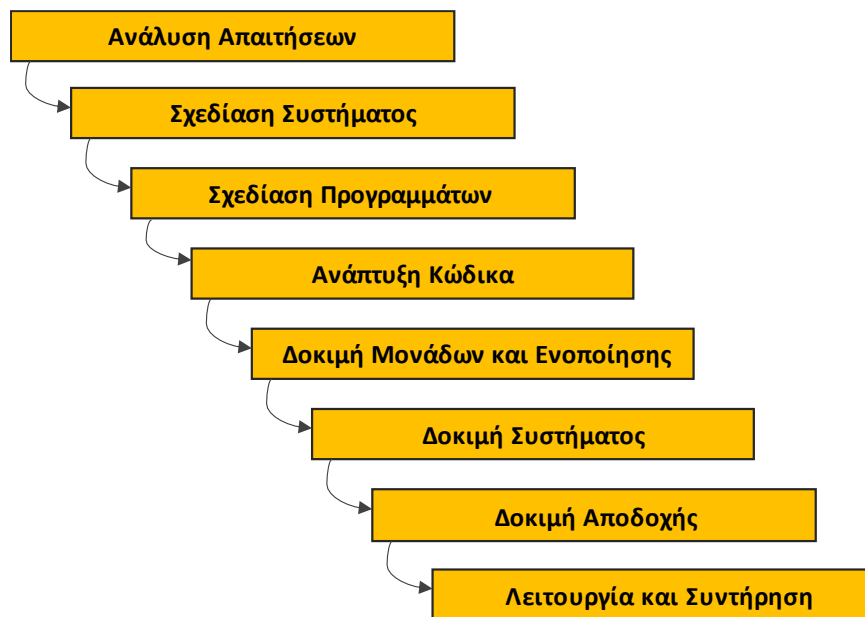 Ανάλυση Απαιτήσεων
Σχεδίαση Συστήματος
Σχεδίαση Προγραμμάτων
Ανάπτυξη Κώδικα
Δοκιμή Μονάδων και Ενοποίησης
Δοκιμή Συστήματος
Δοκιμή Αποδοχής
Λειτουργία και Συντήρηση